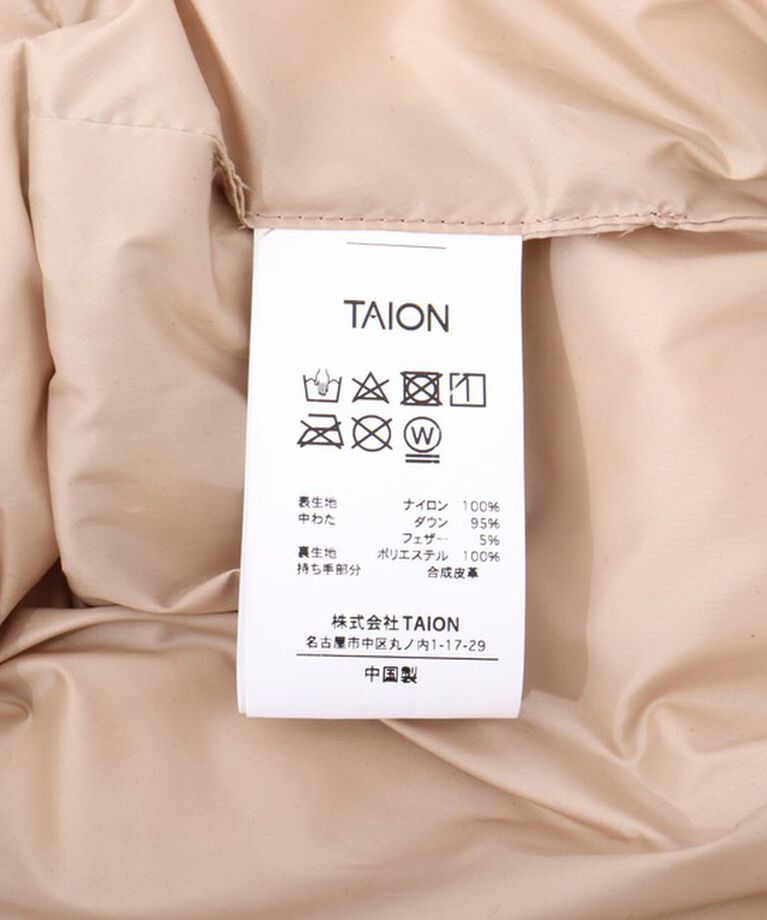 TAION
W
表生地 ナイロン 100%
中わた ダウン 95%
フェザー 5%
裏生地 ポリエステル 100%
持ち手部分 合成皮革
株式会社TAION
名古屋市中区丸ノ内1-17-29
中国製